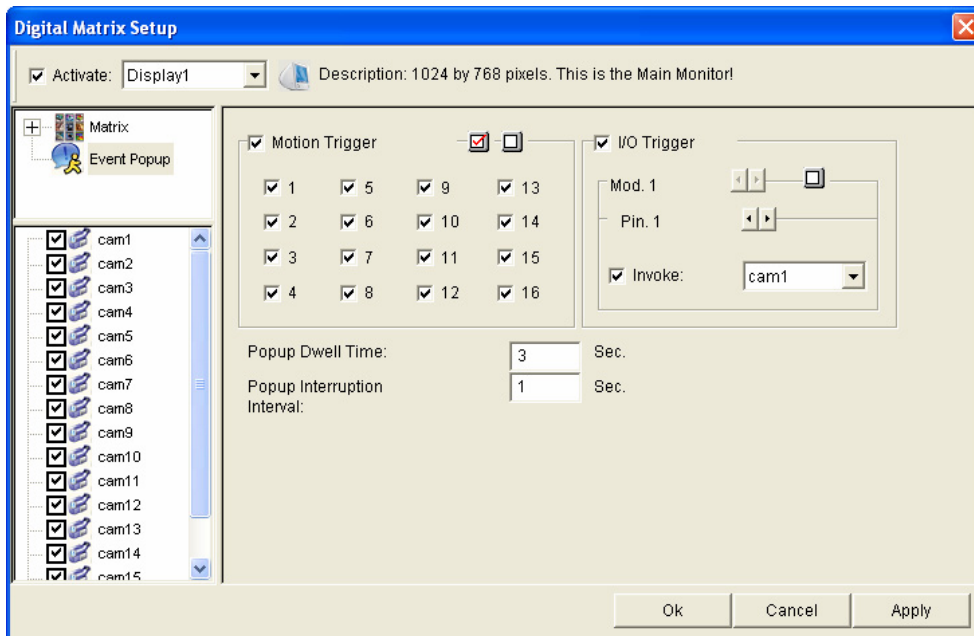 Digital Matrix Setup
Activate: Display1 Description: 1024 by 768 pixels. This is the Main Monitor!
Matrix
Event Popup
cam1
cam2
cam3
cam4
cam5
cam6
cam7
cam8
cam9
cam10
cam11
cam12
cam13
cam14
cam15
Motion Trigger
1 5 9 13
2 6 10 14
3 7 11 15
4 8 12 16
I/O Trigger
Mod. 1
Pin. 1
Invoke: cam1
Popup Dwell Time: 3 Sec.
Popup Interruption
Interval: 1 Sec.
Ok Cancel Apply